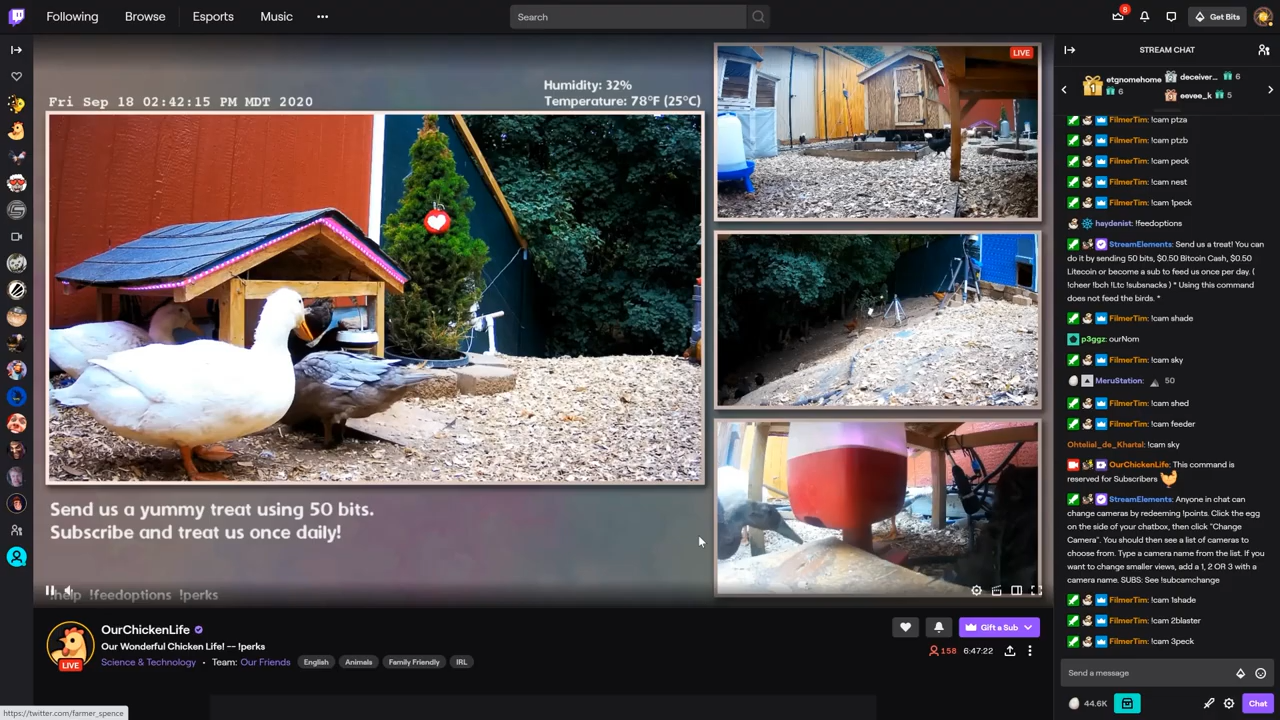 Following
Browse
Esports
Music
Search
8
Get Bits
Fri Sep 18 02:42:15 PM MDT 2020
Humidity: 32%
Temperature: 78°F (25°C)
LIVE
Send us a yummy treat using 50 bits.
Subscribe and treat us once daily!
!help !feedoptions !perks
OurChickenLife
Our Wonderful Chicken Life! -- !perks
Science & Technology · Team: Our Friends
English
Animals
Family Friendly
IRL
LIVE
Gift a Sub
158
6:47:22
https://twitter.com/farmer_spence
STREAM CHAT
1
etgnomehome
6
deceiver... 6
eevee_k 5
FilmerTim: !cam ptza
FilmerTim: !cam ptzb
FilmerTim: !cam peck
FilmerTim: !cam nest
FilmerTim: !cam 1peck
haydenist: !feedoptions
StreamElements: Send us a treat! You can
do it by sending 50 bits, $0.50 Bitcoin Cash, $0.50
Litecoin or become a sub to feed us once per day. (
!cheer !bch !Ltc !subsnacks ) * Using this command
does not feed the birds. *
FilmerTim: !cam shade
p3ggz: ourNom
FilmerTim: !cam sky
MeruStation: 50
FilmerTim: !cam shed
FilmerTim: !cam feeder
Ohtelial_de_Khartal: !cam sky
OurChickenLife: This command is
reserved for Subscribers
StreamElements: Anyone in chat can
change cameras by redeeming !points. Click the egg
on the side of your chatbox, then click "Change
Camera". You should then see a list of cameras to
choose from. Type a camera name from the list. If you
want to change smaller views, add a 1, 2 OR 3 with a
camera name. SUBS: See !subcamchange
FilmerTim: !cam 1shade
FilmerTim: !cam 2blaster
FilmerTim: !cam 3peck
Send a message
44.6K
Chat